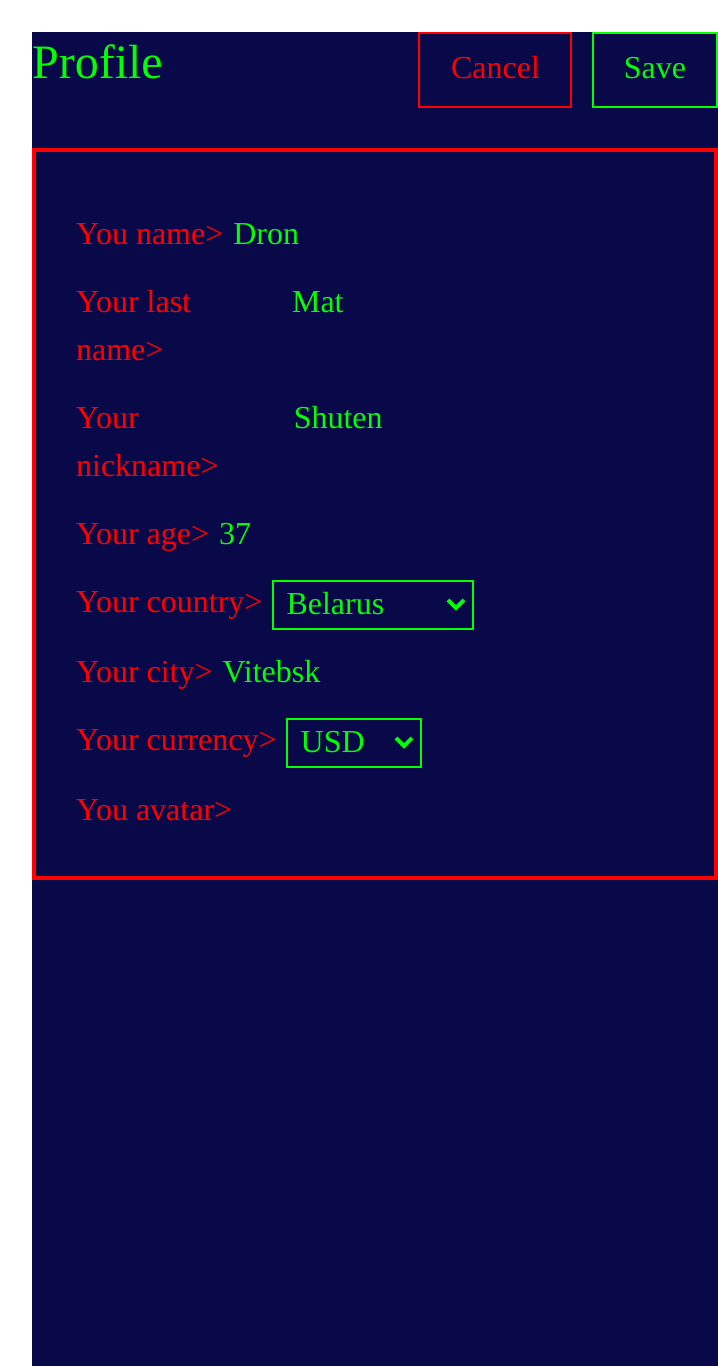 Profile Cancel Save
You name> Dron
Your last Mat
name>
Your Shuten
nickname>
Your age> 37
Your country> Belarus
Your city> Vitebsk
Your currency> USD
You avatar>